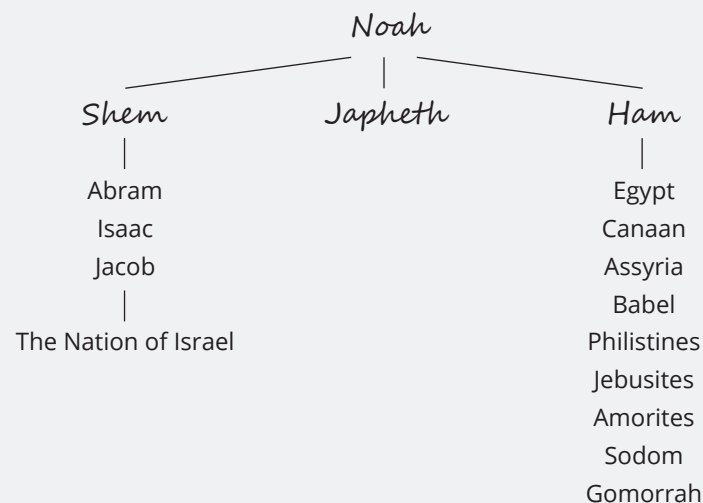 Noah
Shem Japheth Ham
Abram
Isaac
Jacob
The Nation of Israel
Egypt
Canaan
Assyria
Babel
Philistines
Jebusites
Amorites
Sodom
Gomorrah